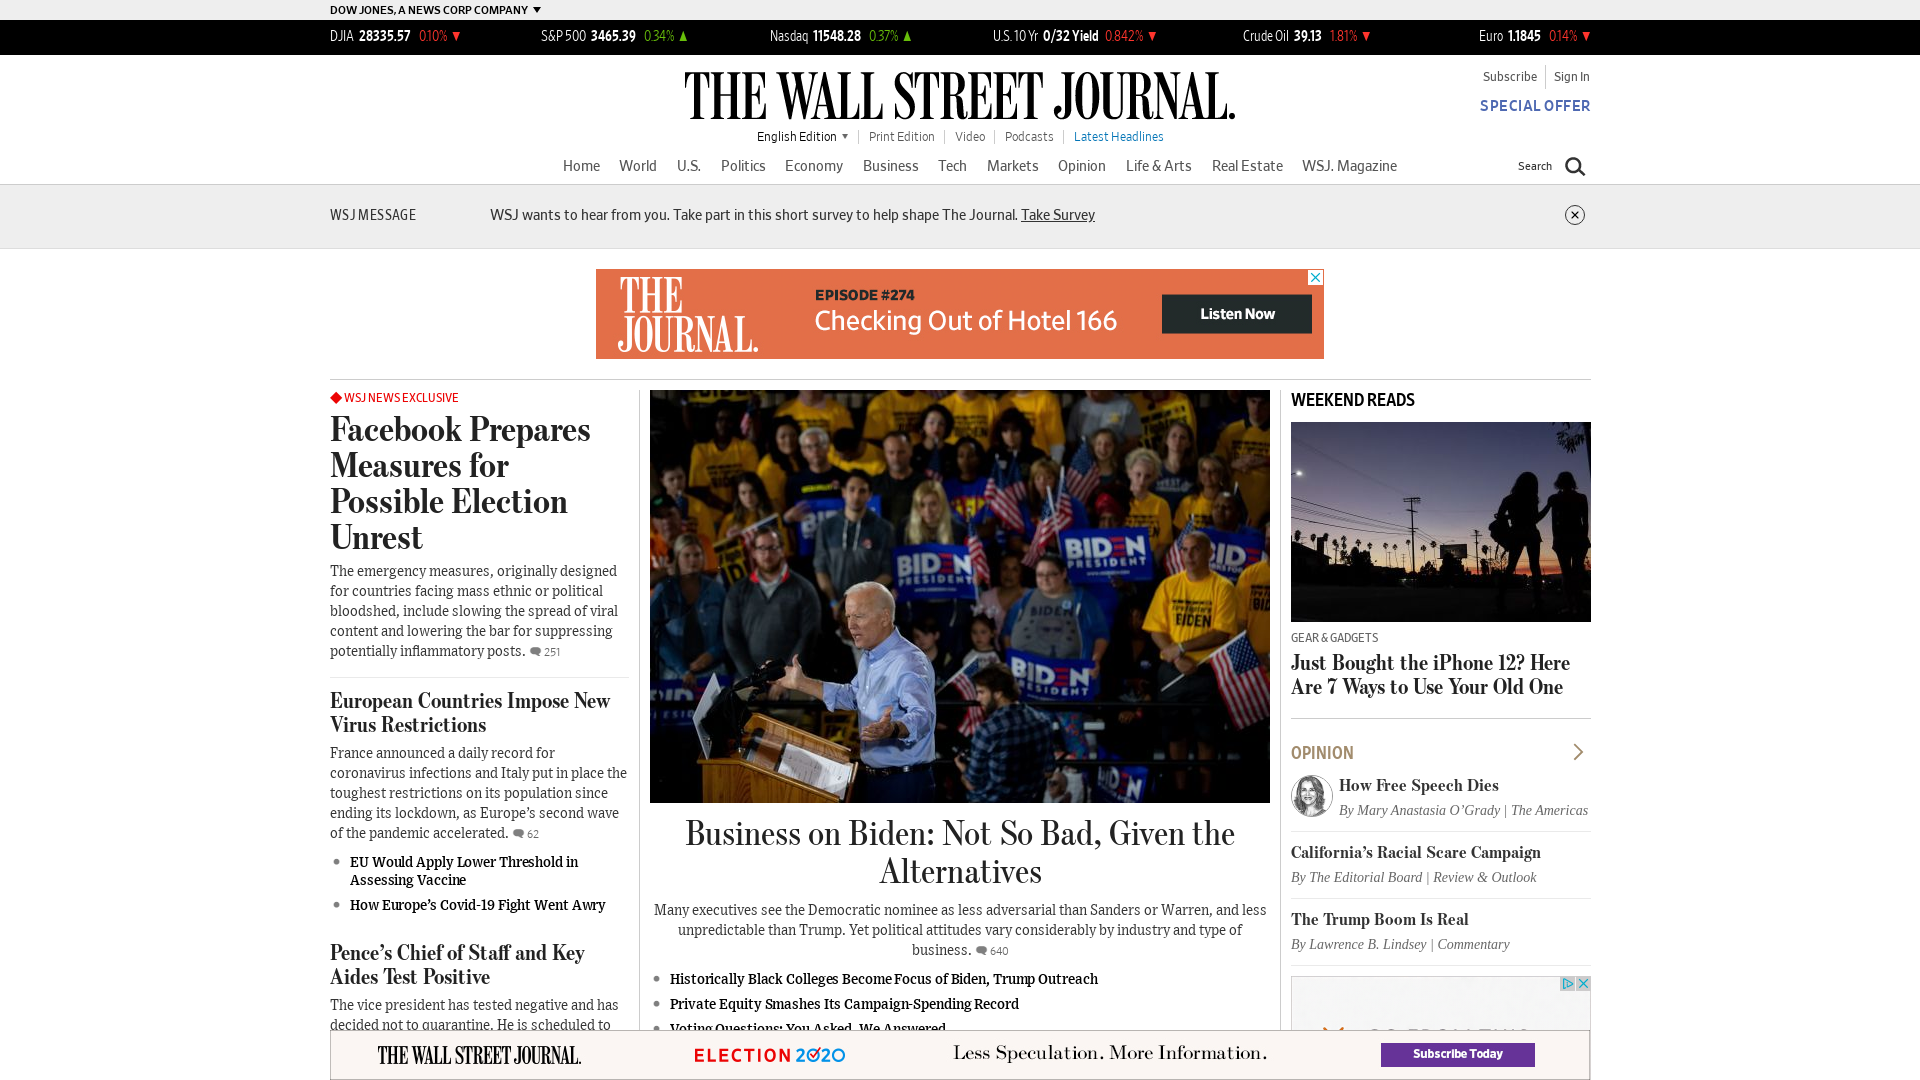 DOW JONES, A NEWS CORP COMPANY
DJIA 28335.57 0.10%
S&P 500 3465.39 0.34%
Nasdaq 11548.28 0.37%
U.S. 10 Yr 0/32 Yield 0.842%
Crude Oil 39.13 1.81%
Euro 1.1845 0.14%
THE WALL STREET JOURNAL.
Subscribe
Sign In
SPECIAL OFFER
English Edition
Print Edition
Video
Podcasts
Latest Headlines
Home
World
U.S.
Politics
Economy
Business
Tech
Markets
Opinion
Life & Arts
Real Estate
WSJ. Magazine
Search
WSJ MESSAGE
WSJ wants to hear from you. Take part in this short survey to help shape The Journal. Take Survey
THE
JOURNAL.
EPISODE #274
Checking Out of Hotel 166
Listen Now
WSJ NEWS EXCLUSIVE
Facebook Prepares
Measures for
Possible Election
Unrest
The emergency measures, originally designed
for countries facing mass ethnic or political
bloodshed, include slowing the spread of viral
content and lowering the bar for suppressing
potentially inflammatory posts. 251
European Countries Impose New
Virus Restrictions
France announced a daily record for
coronavirus infections and Italy put in place the
toughest restrictions on its population since
ending its lockdown, as Europe’s second wave
of the pandemic accelerated. 62
EU Would Apply Lower Threshold in
Assessing Vaccine
How Europe’s Covid-19 Fight Went Awry
Pence’s Chief of Staff and Key
Aides Test Positive
The vice president has tested negative and has
decided not to quarantine. He is scheduled to
BIDEN
PRESIDENT
BIDEN
PRESIDENT
BIDEN
BIDEN
PRESIDENT
BIDEN
BIDEN
Business on Biden: Not So Bad, Given the
Alternatives
Many executives see the Democratic nominee as less adversarial than Sanders or Warren, and less
unpredictable than Trump. Yet political attitudes vary considerably by industry and type of
business. 640
Historically Black Colleges Become Focus of Biden, Trump Outreach
Private Equity Smashes Its Campaign-Spending Record
Voting Questions: You Asked, We Answered
WEEKEND READS
GEAR & GADGETS
Just Bought the iPhone 12? Here
Are 7 Ways to Use Your Old One
OPINION
How Free Speech Dies
By Mary Anastasia O’Grady | The Americas
California’s Racial Scare Campaign
By The Editorial Board | Review & Outlook
The Trump Boom Is Real
By Lawrence B. Lindsey | Commentary
THE WALL STREET JOURNAL.
ELECTION 2020
Less Speculation. More Information.
Subscribe Today